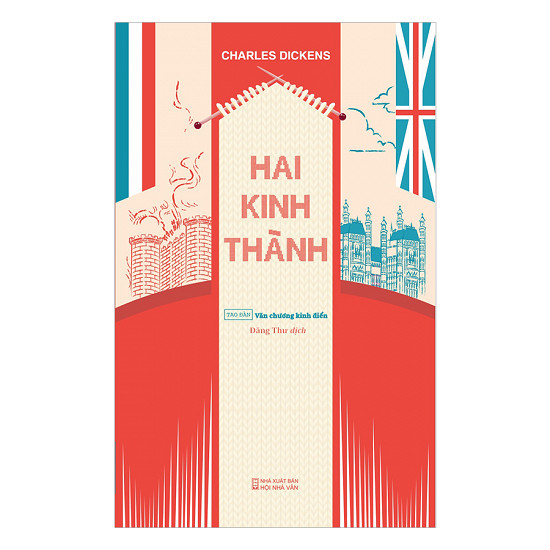 CHARLES DICKENS
HAI
KINH
THÀNH
TAO ĐÀN Văn chương kinh điển
Đăng Thư dịch
NHÀ XUẤT BẢN
HỘI NHÀ VĂN